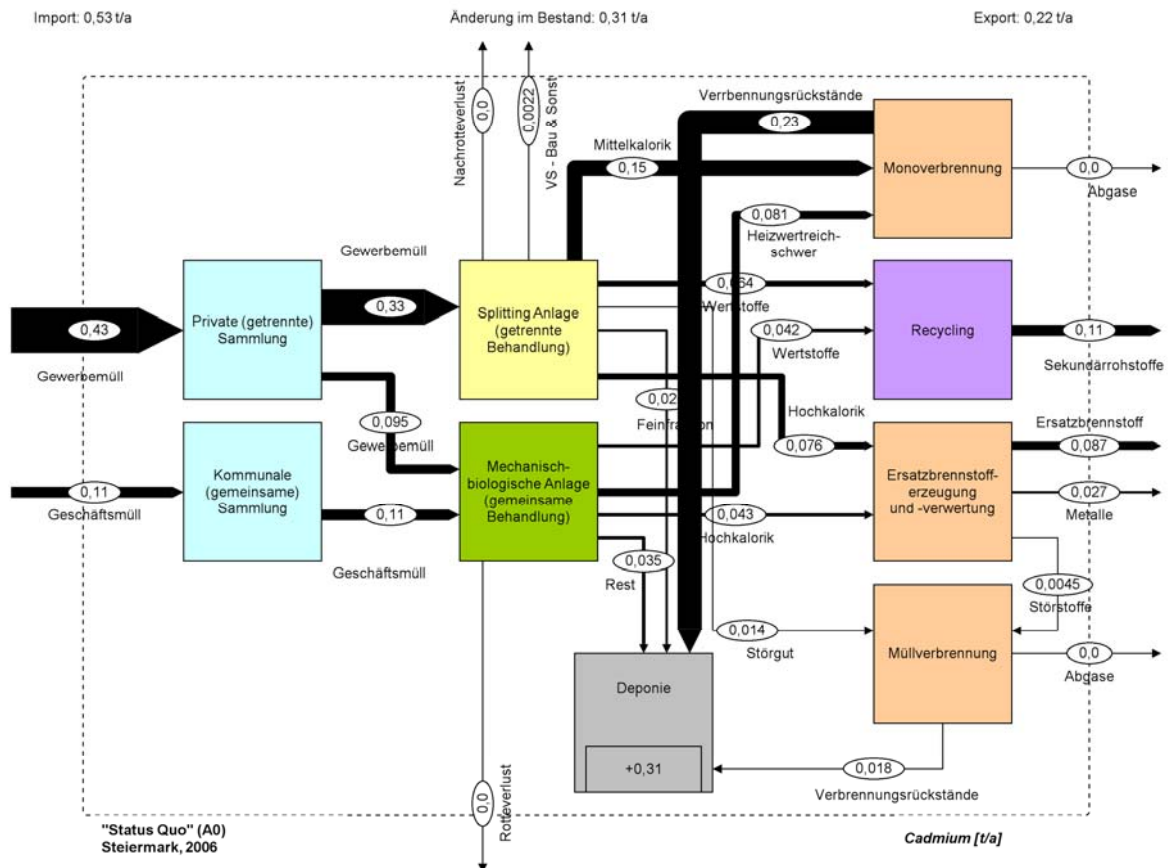 Import: 0,53 t/a
Änderung im Bestand: 0,31 t/a
Export: 0,22 t/a
Nachrotteverlust
0,0
0,0022
VS - Bau & Sonst
Verrbennungsrückstände
0,23
Mittelkalorik
0,15
Monoverbrennung
0,0
Abgase
0,081
Heizwertreich-
schwer
Gewerbemüll
0,43
Gewerbemüll
Private (getrennte)
Sammlung
0,33
Splitting Anlage
(getrennte
Behandlung)
0,064
Wertstoffe
0,042
Wertstoffe
Recycling
0,11
Sekundärrohstoffe
0,095
Gewerbemüll
0,02
Feinfraktion
Hochkalorik
0,076
Ersatzbrennstoff
0,087
0,11
Geschäftsmüll
Kommunale
(gemeinsame)
Sammlung
0,11
Geschäftsmüll
Mechanisch-
biologische Anlage
(gemeinsame
Behandlung)
0,043
Hochkalorik
Ersatzbrennstoff-
erzeugung
und -verwertung
0,027
Metalle
0,035
Rest
0,0045
Störstoffe
0,014
Störgut
Müllverbrennung
0,0
Abgase
Deponie
+0,31
0,018
Verbrennungsrückstände
0,0
Rotteverlust
"Status Quo" (A0)
Steiermark, 2006
Cadmium [t/a]